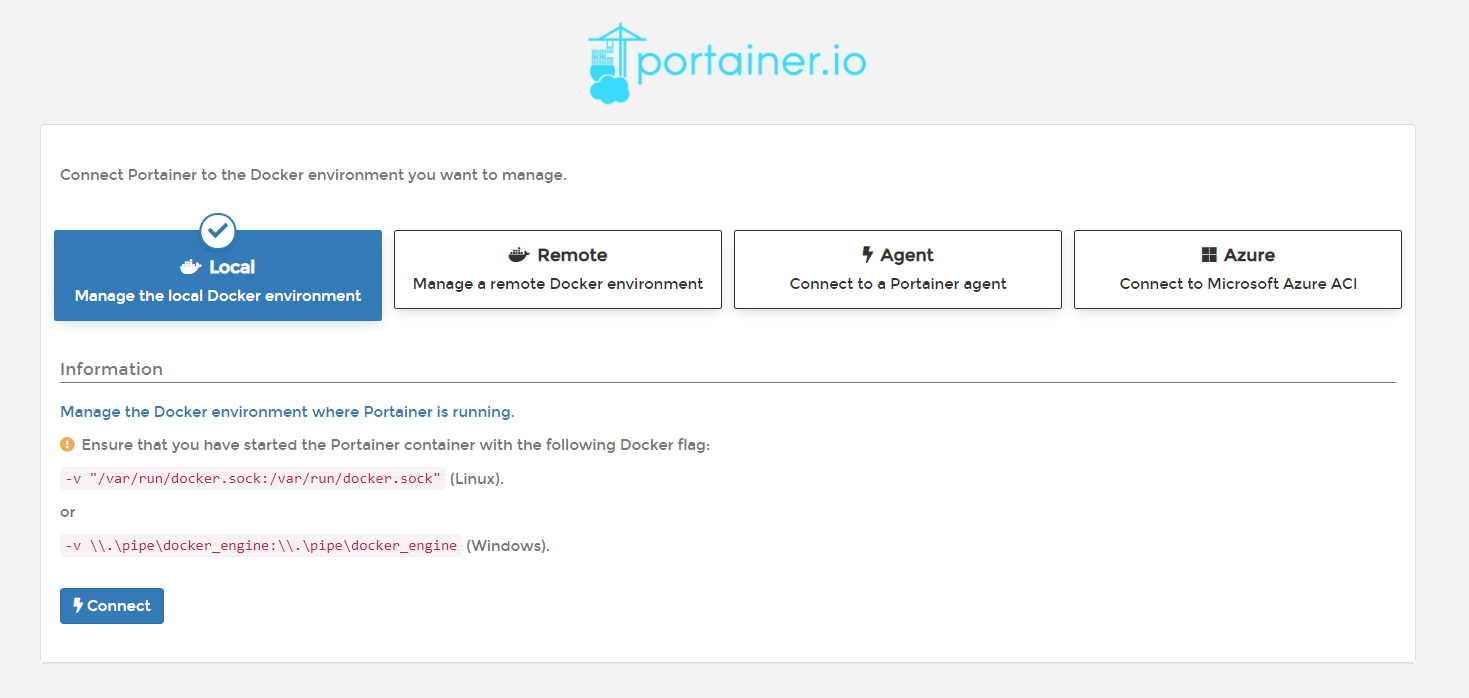 portainer.io
Connect Portainer to the Docker environment you want to manage.
Local
Manage the local Docker environment
Remote
Manage a remote Docker environment
Agent
Connect to a Portainer agent
Azure
Connect to Microsoft Azure ACI
Information
Manage the Docker environment where Portainer is running.
Ensure that you have started the Portainer container with the following Docker flag:
-v "/var/run/docker.sock:/var/run/docker.sock" (Linux).
or
-v \\.\pipe\docker_engine:\\.\pipe\docker_engine (Windows).
Connect